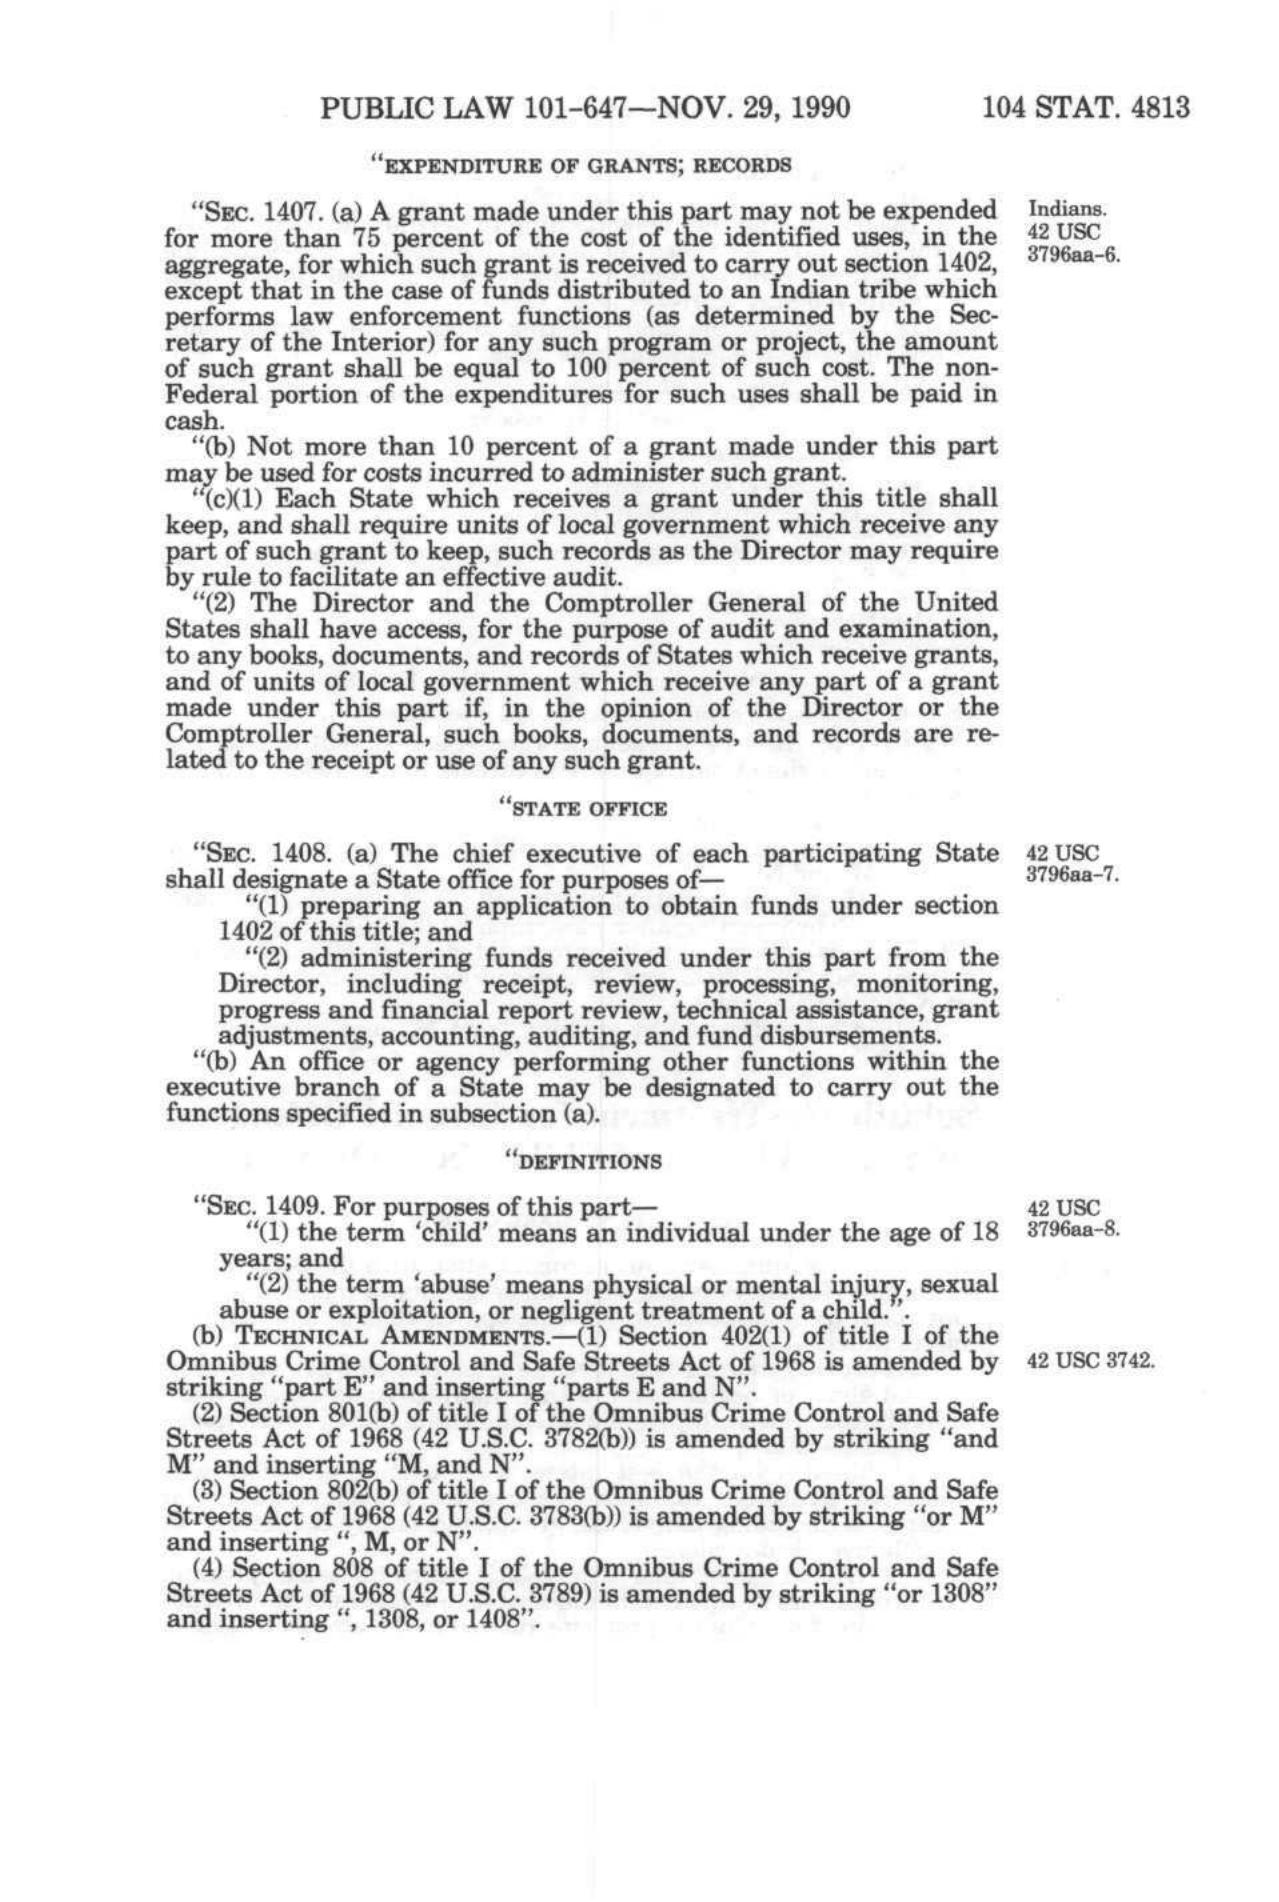 PUBLIC LAW 101-647—NOV. 29, 1990 104 STAT. 4813
"EXPENDITURE OF GRANTS; RECORDS
"SEC. 1407. (a) A grant made under this part may not be expended
for more than 75 percent of the cost of the identified uses, in the
aggregate, for which such grant is received to carry out section 1402,
except that in the case of funds distributed to an Indian tribe which
performs law enforcement functions (as determined by the Sec-
retary of the Interior) for any such program or project, the amount
of such grant shall be equal to 100 percent of such cost. The non-
Federal portion of the expenditures for such uses shall be paid in
cash.
Indians.
42 USC
3796aa-6.
"(b) Not more than 10 percent of a grant made under this part
may be used for costs incurred to administer such grant.
"(c)(1) Each State which receives a grant under this title shall
keep, and shall require units of local government which receive any
part of such grant to keep, such records as the Director may require
by rule to facilitate an effective audit.
"(2) The Director and the Comptroller General of the United
States shall have access, for the purpose of audit and examination,
to any books, documents, and records of States which receive grants,
and of units of local government which receive any part of a grant
made under this part if, in the opinion of the Director or the
Comptroller General, such books, documents, and records are re-
lated to the receipt or use of any such grant.
"STATE OFFICE
"SEC. 1408. (a) The chief executive of each participating State
shall designate a State office for purposes of—
42 USC
3796aa-7.
"(1) preparing an application to obtain funds under section
1402 of this title; and
"(2) administering funds received under this part from the
Director, including receipt, review, processing, monitoring,
progress and financial report review, technical assistance, grant
adjustments, accounting, auditing, and fund disbursements.
"(b) An office or agency performing other functions within the
executive branch of a State may be designated to carry out the
functions specified in subsection (a).
"DEFINITIONS
"SEC. 1409. For purposes of this part—
42 USC
3796aa-8.
"(1) the term 'child' means an individual under the age of 18
years; and
"(2) the term 'abuse' means physical or mental injury, sexual
abuse or exploitation, or negligent treatment of a child.".
(b) TECHNICAL AMENDMENTS.—(1) Section 402(1) of title I of the
Omnibus Crime Control and Safe Streets Act of 1968 is amended by
striking "part E" and inserting "parts E and N".
42 USC 3742.
(2) Section 801(b) of title I of the Omnibus Crime Control and Safe
Streets Act of 1968 (42 U.S.C. 3782(b)) is amended by striking "and
M" and inserting "M, and N".
(3) Section 802(b) of title I of the Omnibus Crime Control and Safe
Streets Act of 1968 (42 U.S.C. 3783(b)) is amended by striking "or M"
and inserting ", M, or N".
(4) Section 808 of title I of the Omnibus Crime Control and Safe
Streets Act of 1968 (42 U.S.C. 3789) is amended by striking "or 1308"
and inserting ", 1308, or 1408".